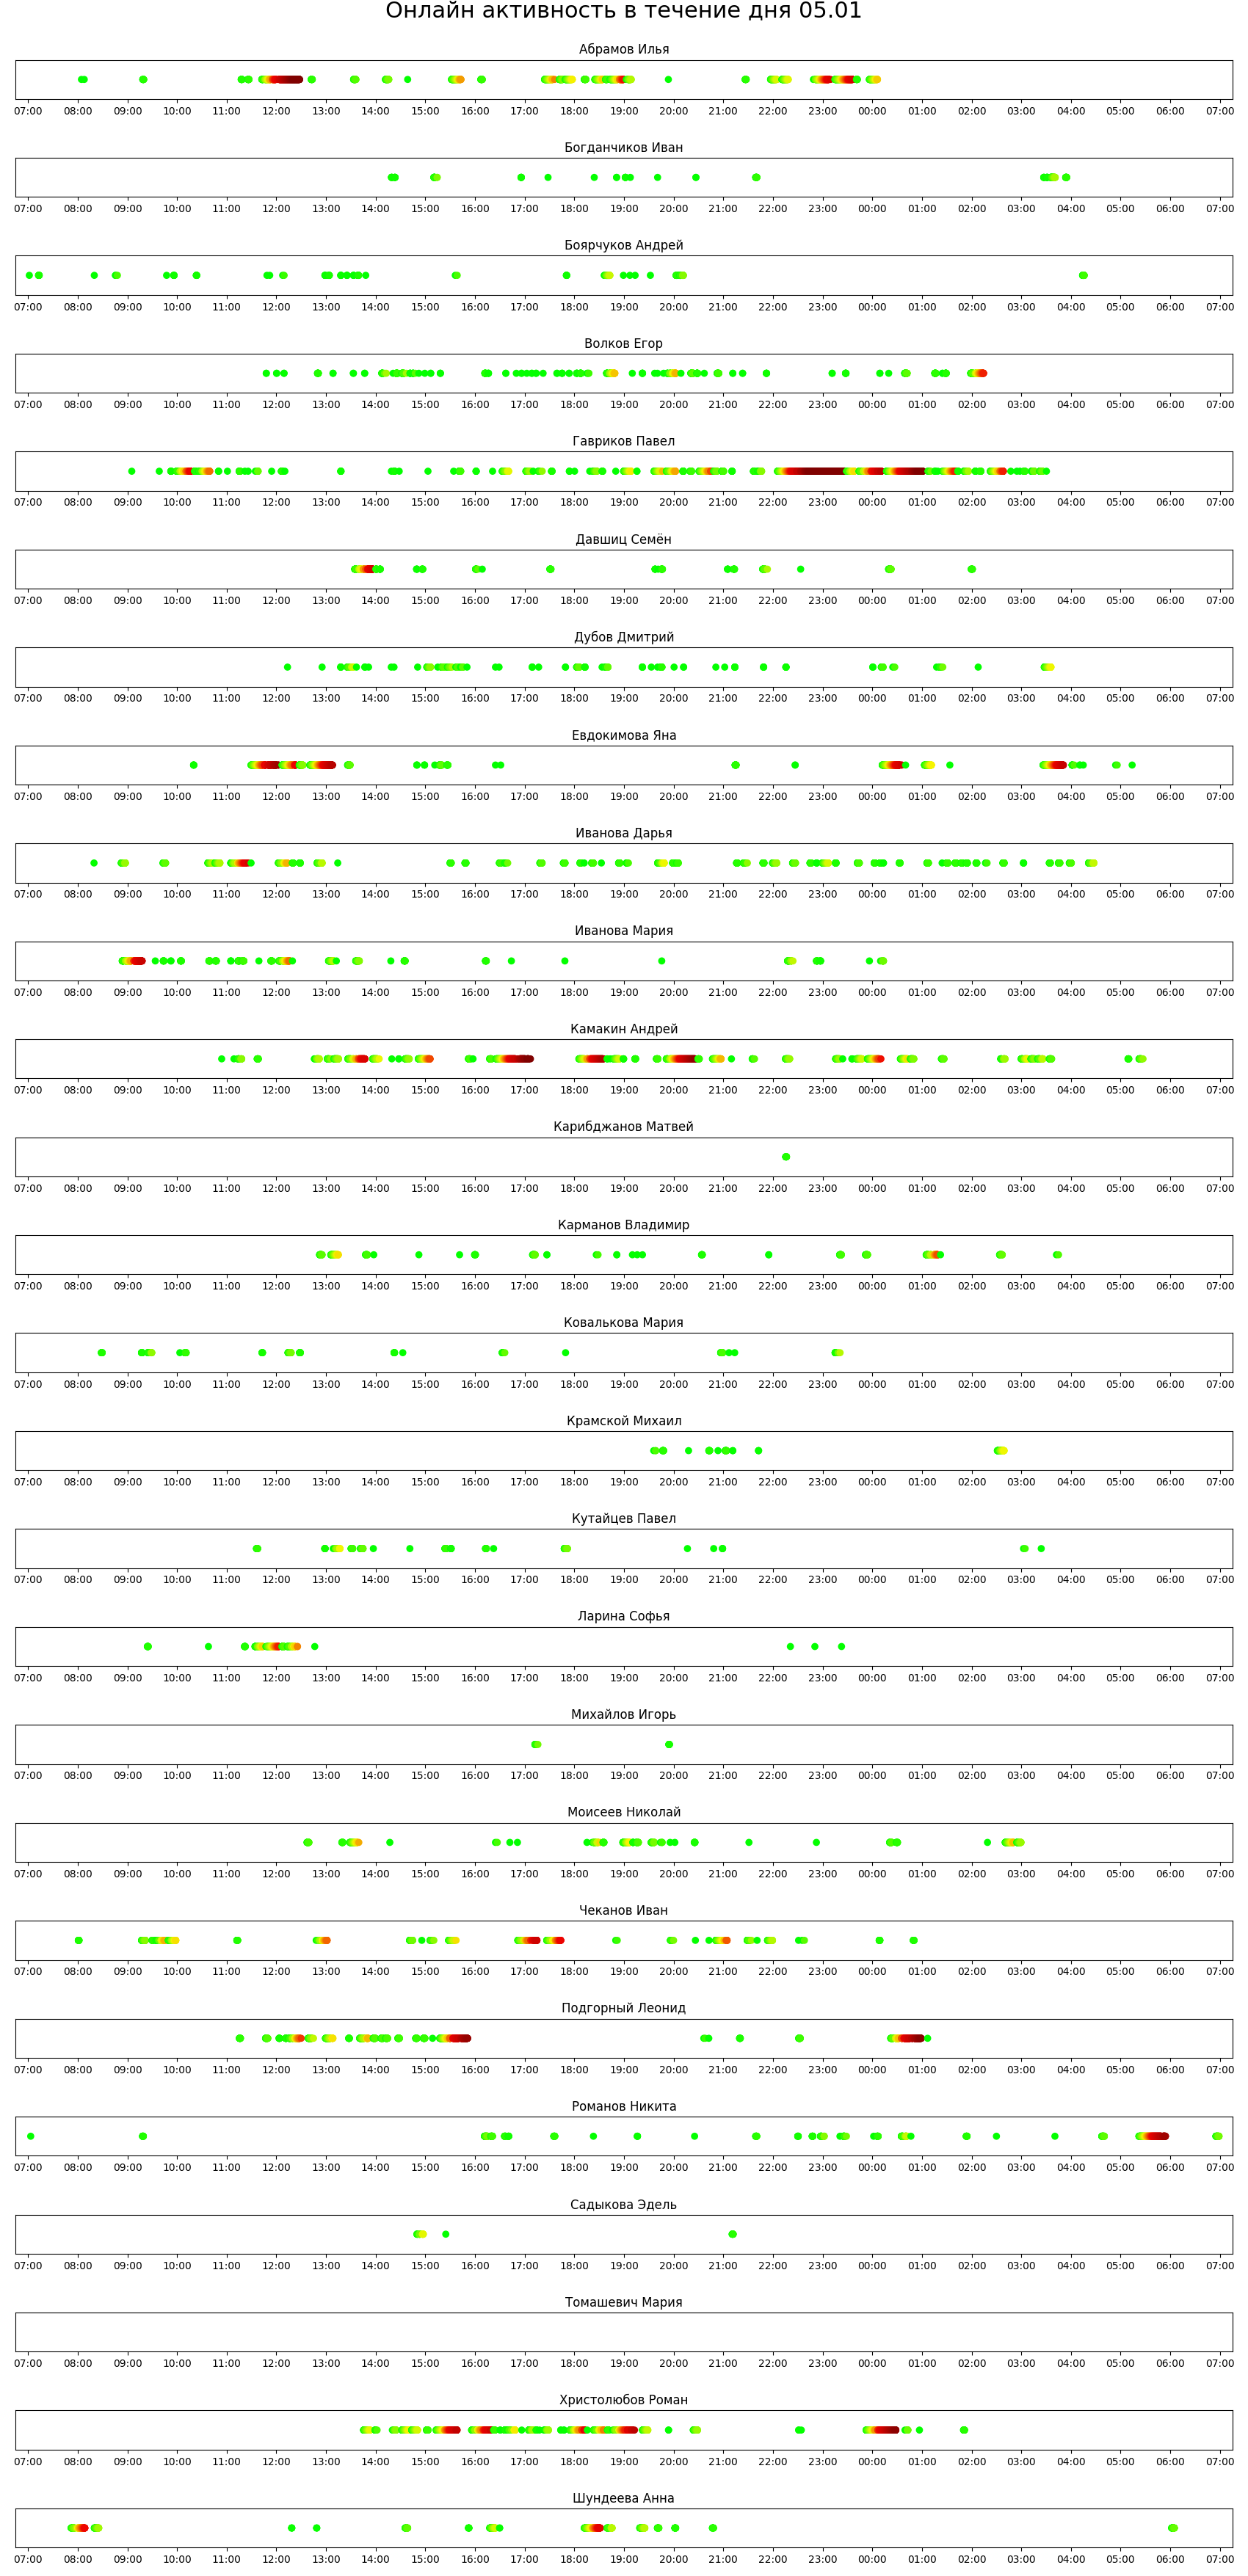 Онлайн активность в течение дня 05.01
Абрамов Илья
07:00 08:00 09:00 10:00 11:00 12:00 13:00 14:00 15:00 16:00 17:00 18:00 19:00 20:00 21:00 22:00 23:00 00:00 01:00 02:00 03:00 04:00 05:00 06:00 07:00
Богданчиков Иван
07:00 08:00 09:00 10:00 11:00 12:00 13:00 14:00 15:00 16:00 17:00 18:00 19:00 20:00 21:00 22:00 23:00 00:00 01:00 02:00 03:00 04:00 05:00 06:00 07:00
Боярчуков Андрей
07:00 08:00 09:00 10:00 11:00 12:00 13:00 14:00 15:00 16:00 17:00 18:00 19:00 20:00 21:00 22:00 23:00 00:00 01:00 02:00 03:00 04:00 05:00 06:00 07:00
Волков Егор
07:00 08:00 09:00 10:00 11:00 12:00 13:00 14:00 15:00 16:00 17:00 18:00 19:00 20:00 21:00 22:00 23:00 00:00 01:00 02:00 03:00 04:00 05:00 06:00 07:00
Гавриков Павел
07:00 08:00 09:00 10:00 11:00 12:00 13:00 14:00 15:00 16:00 17:00 18:00 19:00 20:00 21:00 22:00 23:00 00:00 01:00 02:00 03:00 04:00 05:00 06:00 07:00
Давшиц Семён
07:00 08:00 09:00 10:00 11:00 12:00 13:00 14:00 15:00 16:00 17:00 18:00 19:00 20:00 21:00 22:00 23:00 00:00 01:00 02:00 03:00 04:00 05:00 06:00 07:00
Дубов Дмитрий
07:00 08:00 09:00 10:00 11:00 12:00 13:00 14:00 15:00 16:00 17:00 18:00 19:00 20:00 21:00 22:00 23:00 00:00 01:00 02:00 03:00 04:00 05:00 06:00 07:00
Евдокимова Яна
07:00 08:00 09:00 10:00 11:00 12:00 13:00 14:00 15:00 16:00 17:00 18:00 19:00 20:00 21:00 22:00 23:00 00:00 01:00 02:00 03:00 04:00 05:00 06:00 07:00
Иванова Дарья
07:00 08:00 09:00 10:00 11:00 12:00 13:00 14:00 15:00 16:00 17:00 18:00 19:00 20:00 21:00 22:00 23:00 00:00 01:00 02:00 03:00 04:00 05:00 06:00 07:00
Иванова Мария
07:00 08:00 09:00 10:00 11:00 12:00 13:00 14:00 15:00 16:00 17:00 18:00 19:00 20:00 21:00 22:00 23:00 00:00 01:00 02:00 03:00 04:00 05:00 06:00 07:00
Камакин Андрей
07:00 08:00 09:00 10:00 11:00 12:00 13:00 14:00 15:00 16:00 17:00 18:00 19:00 20:00 21:00 22:00 23:00 00:00 01:00 02:00 03:00 04:00 05:00 06:00 07:00
Карибджанов Матвей
07:00 08:00 09:00 10:00 11:00 12:00 13:00 14:00 15:00 16:00 17:00 18:00 19:00 20:00 21:00 22:00 23:00 00:00 01:00 02:00 03:00 04:00 05:00 06:00 07:00
Карманов Владимир
07:00 08:00 09:00 10:00 11:00 12:00 13:00 14:00 15:00 16:00 17:00 18:00 19:00 20:00 21:00 22:00 23:00 00:00 01:00 02:00 03:00 04:00 05:00 06:00 07:00
Ковалькова Мария
07:00 08:00 09:00 10:00 11:00 12:00 13:00 14:00 15:00 16:00 17:00 18:00 19:00 20:00 21:00 22:00 23:00 00:00 01:00 02:00 03:00 04:00 05:00 06:00 07:00
Крамской Михаил
07:00 08:00 09:00 10:00 11:00 12:00 13:00 14:00 15:00 16:00 17:00 18:00 19:00 20:00 21:00 22:00 23:00 00:00 01:00 02:00 03:00 04:00 05:00 06:00 07:00
Кутайцев Павел
07:00 08:00 09:00 10:00 11:00 12:00 13:00 14:00 15:00 16:00 17:00 18:00 19:00 20:00 21:00 22:00 23:00 00:00 01:00 02:00 03:00 04:00 05:00 06:00 07:00
Ларина Софья
07:00 08:00 09:00 10:00 11:00 12:00 13:00 14:00 15:00 16:00 17:00 18:00 19:00 20:00 21:00 22:00 23:00 00:00 01:00 02:00 03:00 04:00 05:00 06:00 07:00
Михайлов Игорь
07:00 08:00 09:00 10:00 11:00 12:00 13:00 14:00 15:00 16:00 17:00 18:00 19:00 20:00 21:00 22:00 23:00 00:00 01:00 02:00 03:00 04:00 05:00 06:00 07:00
Моисеев Николай
07:00 08:00 09:00 10:00 11:00 12:00 13:00 14:00 15:00 16:00 17:00 18:00 19:00 20:00 21:00 22:00 23:00 00:00 01:00 02:00 03:00 04:00 05:00 06:00 07:00
Чеканов Иван
07:00 08:00 09:00 10:00 11:00 12:00 13:00 14:00 15:00 16:00 17:00 18:00 19:00 20:00 21:00 22:00 23:00 00:00 01:00 02:00 03:00 04:00 05:00 06:00 07:00
Подгорный Леонид
07:00 08:00 09:00 10:00 11:00 12:00 13:00 14:00 15:00 16:00 17:00 18:00 19:00 20:00 21:00 22:00 23:00 00:00 01:00 02:00 03:00 04:00 05:00 06:00 07:00
Романов Никита
07:00 08:00 09:00 10:00 11:00 12:00 13:00 14:00 15:00 16:00 17:00 18:00 19:00 20:00 21:00 22:00 23:00 00:00 01:00 02:00 03:00 04:00 05:00 06:00 07:00
Садыкова Эдель
07:00 08:00 09:00 10:00 11:00 12:00 13:00 14:00 15:00 16:00 17:00 18:00 19:00 20:00 21:00 22:00 23:00 00:00 01:00 02:00 03:00 04:00 05:00 06:00 07:00
Томашевич Мария
07:00 08:00 09:00 10:00 11:00 12:00 13:00 14:00 15:00 16:00 17:00 18:00 19:00 20:00 21:00 22:00 23:00 00:00 01:00 02:00 03:00 04:00 05:00 06:00 07:00
Христолюбов Роман
07:00 08:00 09:00 10:00 11:00 12:00 13:00 14:00 15:00 16:00 17:00 18:00 19:00 20:00 21:00 22:00 23:00 00:00 01:00 02:00 03:00 04:00 05:00 06:00 07:00
Шундеева Анна
07:00 08:00 09:00 10:00 11:00 12:00 13:00 14:00 15:00 16:00 17:00 18:00 19:00 20:00 21:00 22:00 23:00 00:00 01:00 02:00 03:00 04:00 05:00 06:00 07:00